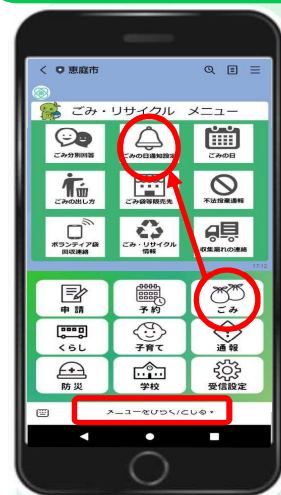 恵庭市
ごみ・リサイクル メニュー
ごみ分別回答 ごみの日通知設定 ごみの日
ごみの出し方 ごみ袋等販売先 不法投棄通報
ボランティア袋 ごみ・リサイクル 収集漏れの連絡
回収連絡 情報
17:12
申請 予約 ごみ
くらし 子育て 通報
防災 学校 受信設定
メニューをひらく/とじる